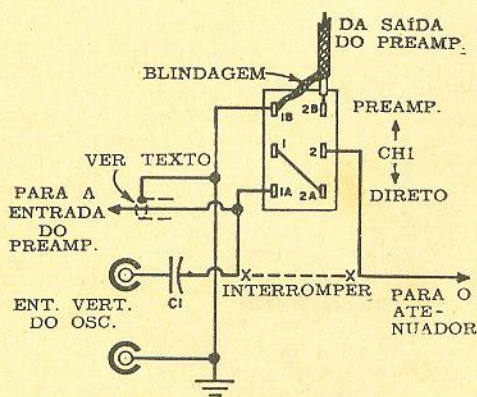 DA SAÍDA
DO PREAMP.
BLINDAGEM
1B 2B
PREAMP.
1 2
CH1
VER TEXTO
1A 2A
DIRETO
PARA A
ENTRADA
DO
PREAMP.
C1
INTERROMPER
ENT. VERT.
DO OSC.
PARA O
ATE-
NUADOR